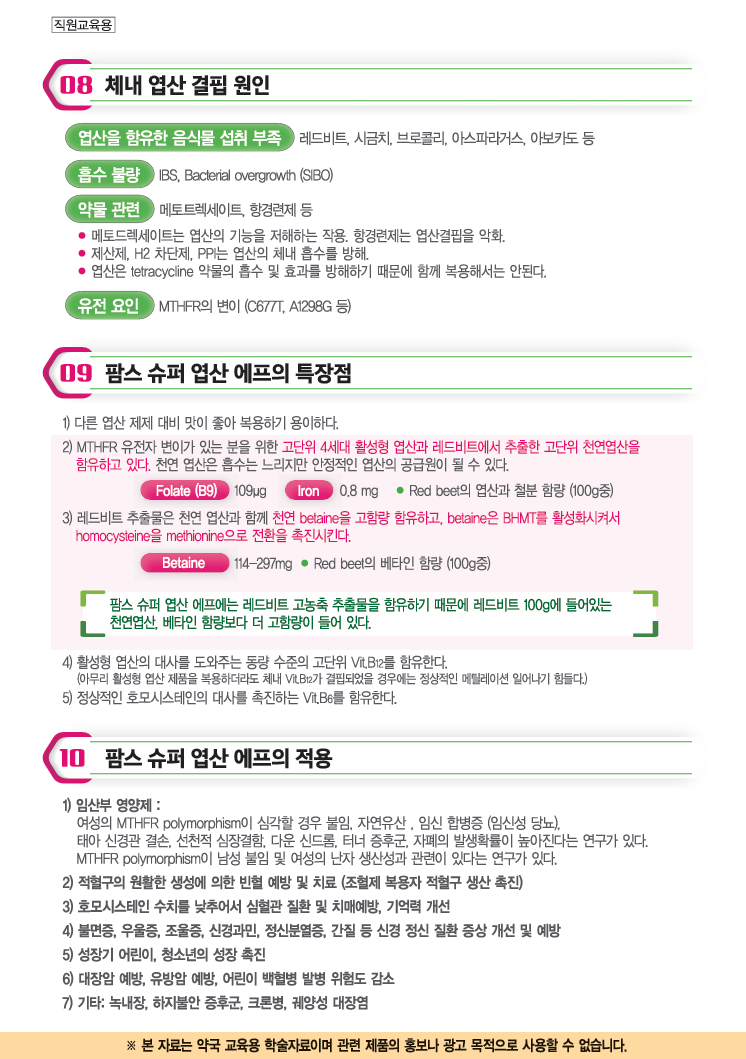 직원교육용
08 체내 엽산 결핍 원인
엽산을 함유한 음식물 섭취 부족 레드비트, 시금치, 브로콜리, 아스파라거스, 아보카도 등
흡수 불량 IBS, Bacterial overgrowth (SIBO)
약물 관련 메토트렉세이트, 항경련제 등
● 메토드렉세이트는 엽산의 기능을 저해하는 작용. 항경련제는 엽산결핍을 악화.
● 제산제, H2 차단제, PPI는 엽산의 체내 흡수를 방해.
● 엽산은 tetracycline 약물의 흡수 및 효과를 방해하기 때문에 함께 복용해서는 안된다.
유전 요인 MTHFR의 변이 (C677T, A1298G 등)
09 팜스 슈퍼 엽산 에프의 특장점
1) 다른 엽산 제제 대비 맛이 좋아 복용하기 용이하다.
2) MTHFR 유전자 변이가 있는 분을 위한 고단위 4세대 활성형 엽산과 레드비트에서 추출한 고단위 천연엽산을
함유하고 있다. 천연 엽산은 흡수는 느리지만 안정적인 엽산의 공급원이 될 수 있다.
Folate (B9) 109μg Iron 0.8 mg ● Red beet의 엽산과 철분 함량 (100g중)
3) 레드비트 추출물은 천연 엽산과 함께 천연 betaine을 고함량 함유하고, betaine은 BHMT를 활성화시켜서
homocysteine을 methionine으로 전환을 촉진시킨다.
Betaine 114-297mg ● Red beet의 베타인 함량 (100g중)
팜스 슈퍼 엽산 에프에는 레드비트 고농축 추출물을 함유하기 때문에 레드비트 100g에 들어있는
천연엽산, 베타인 함량보다 더 고함량이 들어 있다.
4) 활성형 엽산의 대사를 도와주는 동량 수준의 고단위 Vit.B12를 함유한다.
(아무리 활성형 엽산 제품을 복용하더라도 체내 Vit.B12가 결핍되었을 경우에는 정상적인 메틸레이션 일어나기 힘들다.)
5) 정상적인 호모시스테인의 대사를 촉진하는 Vit.B6를 함유한다.
10 팜스 슈퍼 엽산 에프의 적용
1) 임산부 영양제 :
여성의 MTHFR polymorphism이 심각할 경우 불임, 자연유산 , 임신 합병증 (임신성 당뇨),
태아 신경관 결손, 선천적 심장결함, 다운 신드롬, 터너 증후군, 자폐의 발생확률이 높아진다는 연구가 있다.
MTHFR polymorphism이 남성 불임 및 여성의 난자 생산성과 관련이 있다는 연구가 있다.
2) 적혈구의 원활한 생성에 의한 빈혈 예방 및 치료 (조혈제 복용자 적혈구 생산 촉진)
3) 호모시스테인 수치를 낮추어서 심혈관 질환 및 치매예방, 기억력 개선
4) 불면증, 우울증, 조울증, 신경과민, 정신분열증, 간질 등 신경 정신 질환 증상 개선 및 예방
5) 성장기 어린이, 청소년의 성장 촉진
6) 대장암 예방, 유방암 예방, 어린이 백혈병 발병 위험도 감소
7) 기타: 녹내장, 하지불안 증후군, 크론병, 궤양성 대장염
※ 본 자료는 약국 교육용 학술자료이며 관련 제품의 홍보나 광고 목적으로 사용할 수 없습니다.